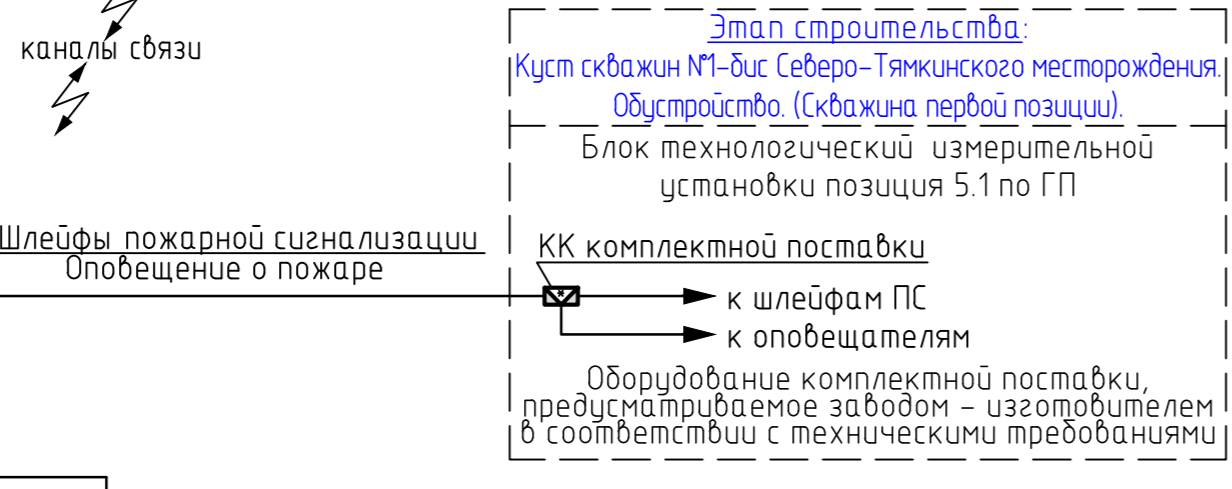 каналы связи
Этап строительства:
Куст скважин №1-бис Северо-Тямкинского месторождения.
Обустройство. (Скважина первой позиции).
Блок технологический измерительной
установки позиция 5.1 по ГП
Шлейфы пожарной сигнализации
Оповещение о пожаре
КК комплектной поставки
к шлейфам ПС
к оповещателям
Оборудование комплектной поставки,
предусматриваемое заводом - изготовителем
в соответствии с техническими требованиями